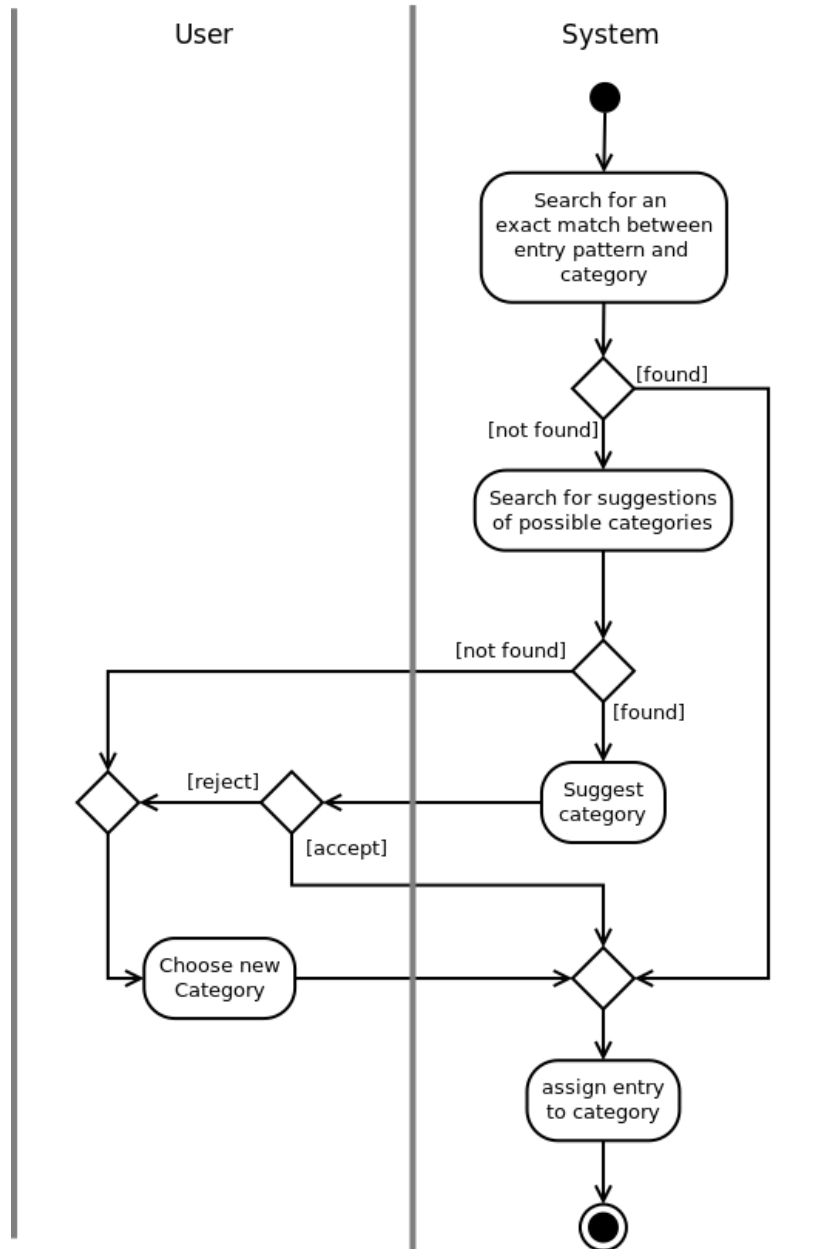 User
System
Search for an
exact match between
entry pattern and
category
[found]
[not found]
Search for suggestions
of possible categories
[not found]
[found]
Suggest
category
[reject]
[accept]
Choose new
Category
assign entry
to category